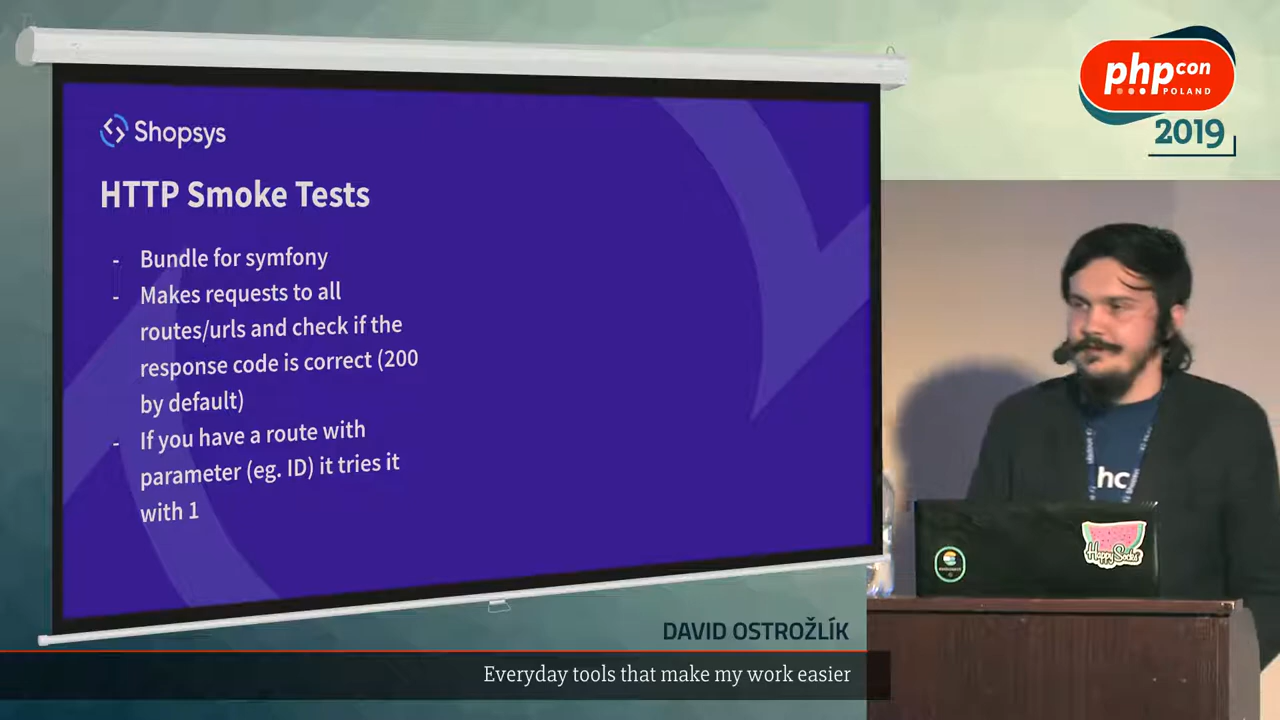 Shopsys
HTTP Smoke Tests
- Bundle for symfony
- Makes requests to all
routes/urls and check if the
response code is correct (200
by default)
- If you have a route with
parameter (eg. ID) it tries it
with 1
phpcon
POLAND
2019
hc
Happy Socks
DAVID OSTROŽLÍK
Everyday tools that make my work easier